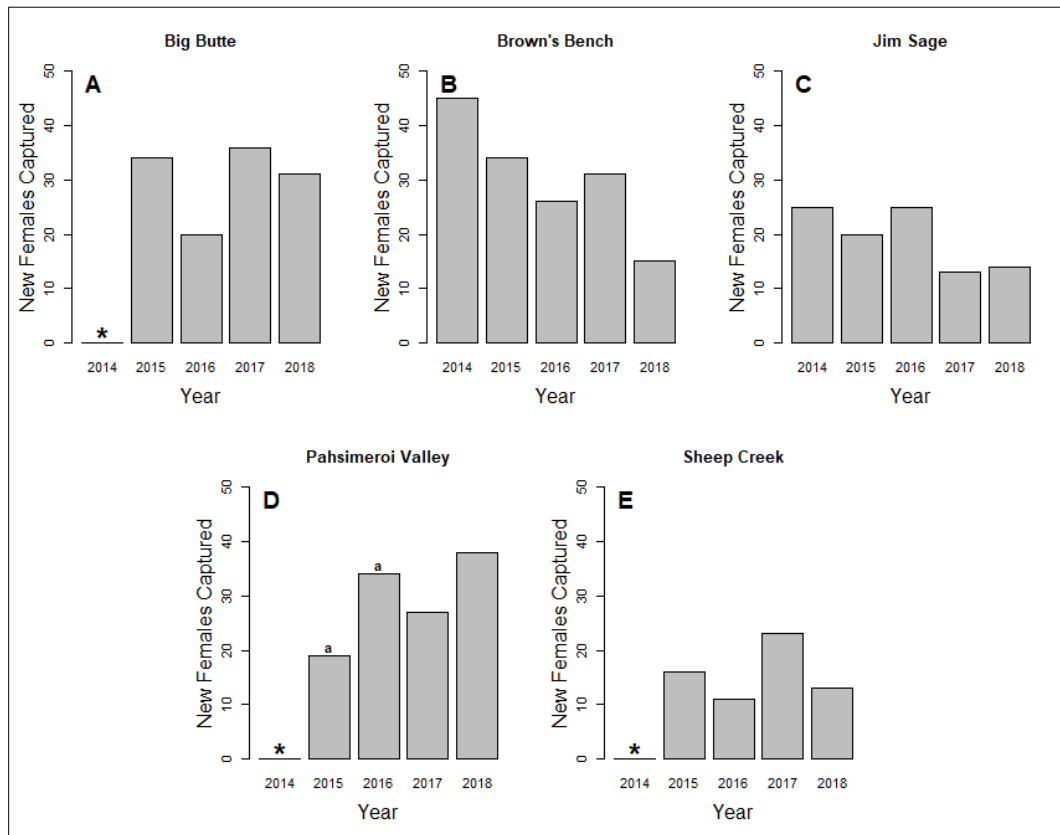 Big Butte
A
New Females Captured
50
40
30
20
10
0
*
2014 2015 2016 2017 2018
Year
Brown's Bench
B
New Females Captured
50
40
30
20
10
0
2014 2015 2016 2017 2018
Year
Jim Sage
C
New Females Captured
50
40
30
20
10
0
2014 2015 2016 2017 2018
Year
Pahsimeroi Valley
D
New Females Captured
50
40
30
20
10
0
*
a
a
2014 2015 2016 2017 2018
Year
Sheep Creek
E
New Females Captured
50
40
30
20
10
0
*
2014 2015 2016 2017 2018
Year